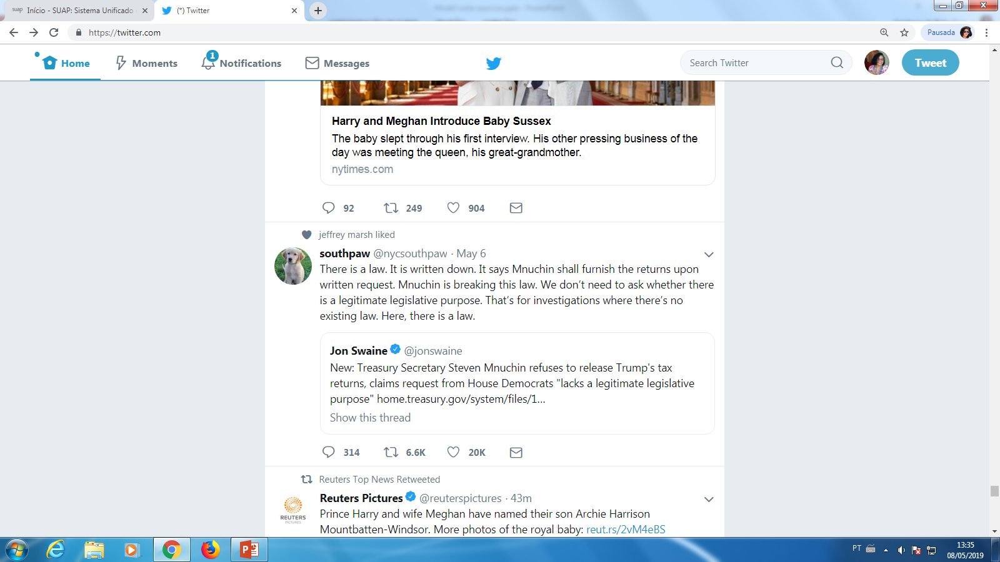 suap Início - SUAP: Sistema Unificado
(*) Twitter
https://twitter.com
Pausada
Home
Moments
1
Notifications
Messages
Search Twitter
Tweet
Harry and Meghan Introduce Baby Sussex
The baby slept through his first interview. His other pressing business of the
day was meeting the queen, his great-grandmother.
nytimes.com
92 249 904
jeffrey marsh liked
southpaw @nycsouthpaw · May 6
There is a law. It is written down. It says Mnuchin shall furnish the returns upon
written request. Mnuchin is breaking this law. We don’t need to ask whether there
is a legitimate legislative purpose. That’s for investigations where there’s no
existing law. Here, there is a law.
Jon Swaine @jonswaine
New: Treasury Secretary Steven Mnuchin refuses to release Trump's tax
returns, claims request from House Democrats "lacks a legitimate legislative
purpose" home.treasury.gov/system/files/1...
Show this thread
314 6.6K 20K
Reuters Top News Retweeted
REUTERS
PICTURES
Reuters Pictures @reuterspictures · 43m
Prince Harry and wife Meghan have named their son Archie Harrison
Mountbatten-Windsor. More photos of the royal baby: reut.rs/2vM4eBS
PT
13:35
08/05/2019